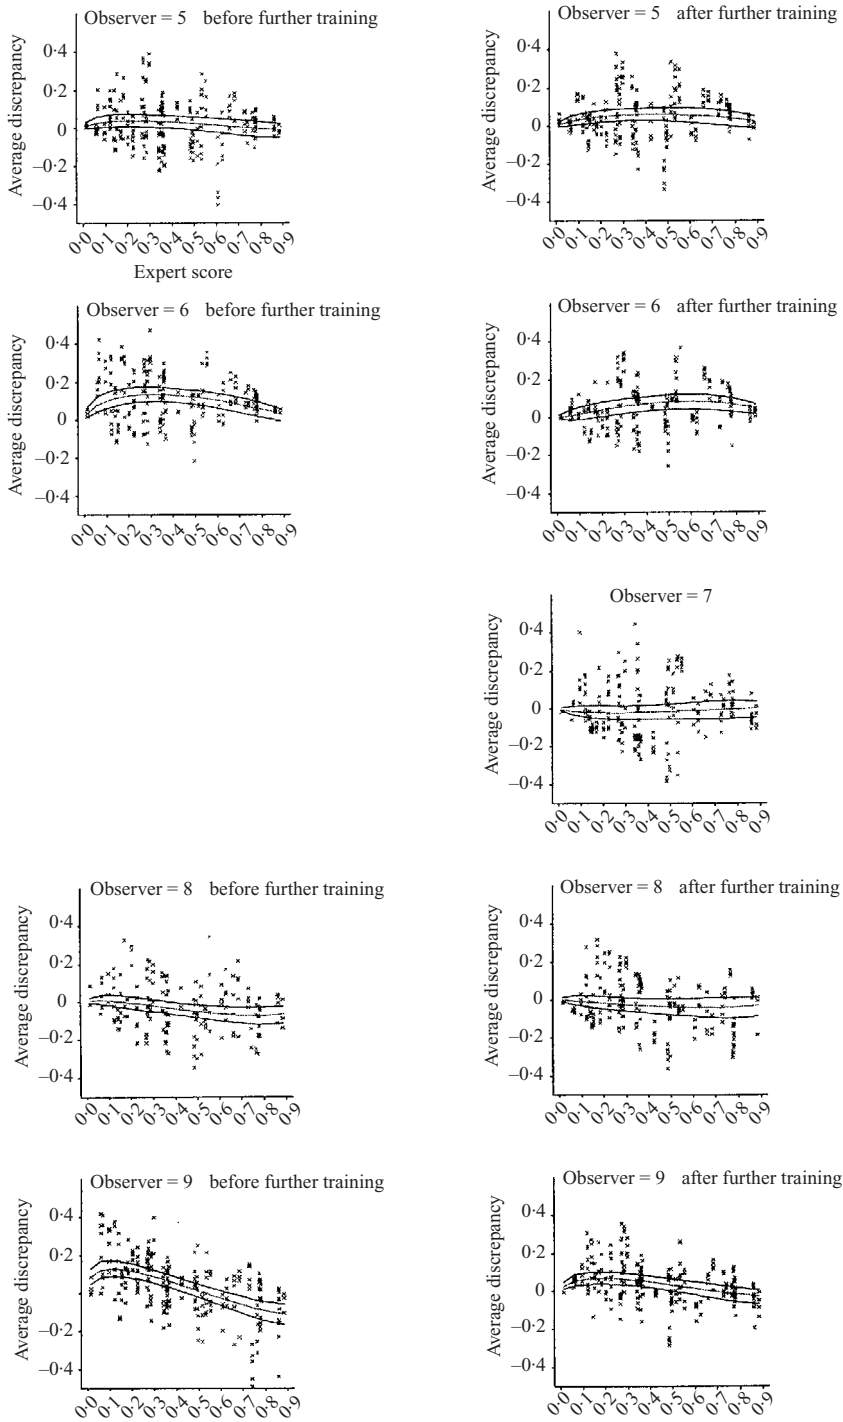 Observer = 5 before further training
Average discrepancy
0·4
0·2
0
–0·2
–0·4
0·0 0·1 0·2 0·3 0·4 0·5 0·6 0·7 0·8 0·9
Expert score
Observer = 5 after further training
Average discrepancy
0·4
0·2
0
–0·2
–0·4
0·0 0·1 0·2 0·3 0·4 0·5 0·6 0·7 0·8 0·9
Observer = 6 before further training
Average discrepancy
0·4
0·2
0
–0·2
–0·4
0·0 0·1 0·2 0·3 0·4 0·5 0·6 0·7 0·8 0·9
Observer = 6 after further training
Average discrepancy
0·4
0·2
0
–0·2
–0·4
0·0 0·1 0·2 0·3 0·4 0·5 0·6 0·7 0·8 0·9
Observer = 7
Average discrepancy
0·4
0·2
0
–0·2
–0·4
0·0 0·1 0·2 0·3 0·4 0·5 0·6 0·7 0·8 0·9
Observer = 8 before further training
Average discrepancy
0·4
0·2
0
–0·2
–0·4
0·0 0·1 0·2 0·3 0·4 0·5 0·6 0·7 0·8 0·9
Observer = 8 after further training
Average discrepancy
0·4
0·2
0
–0·2
–0·4
0·0 0·1 0·2 0·3 0·4 0·5 0·6 0·7 0·8 0·9
Observer = 9 before further training
Average discrepancy
0·4
0·2
–0·2
–0·4
0·0 0·1 0·2 0·3 0·4 0·5 0·6 0·7 0·8 0·9
Observer = 9 after further training
Average discrepancy
0·4
0·2
0
–0·2
–0·4
0·0 0·1 0·2 0·3 0·4 0·5 0·6 0·7 0·8 0·9